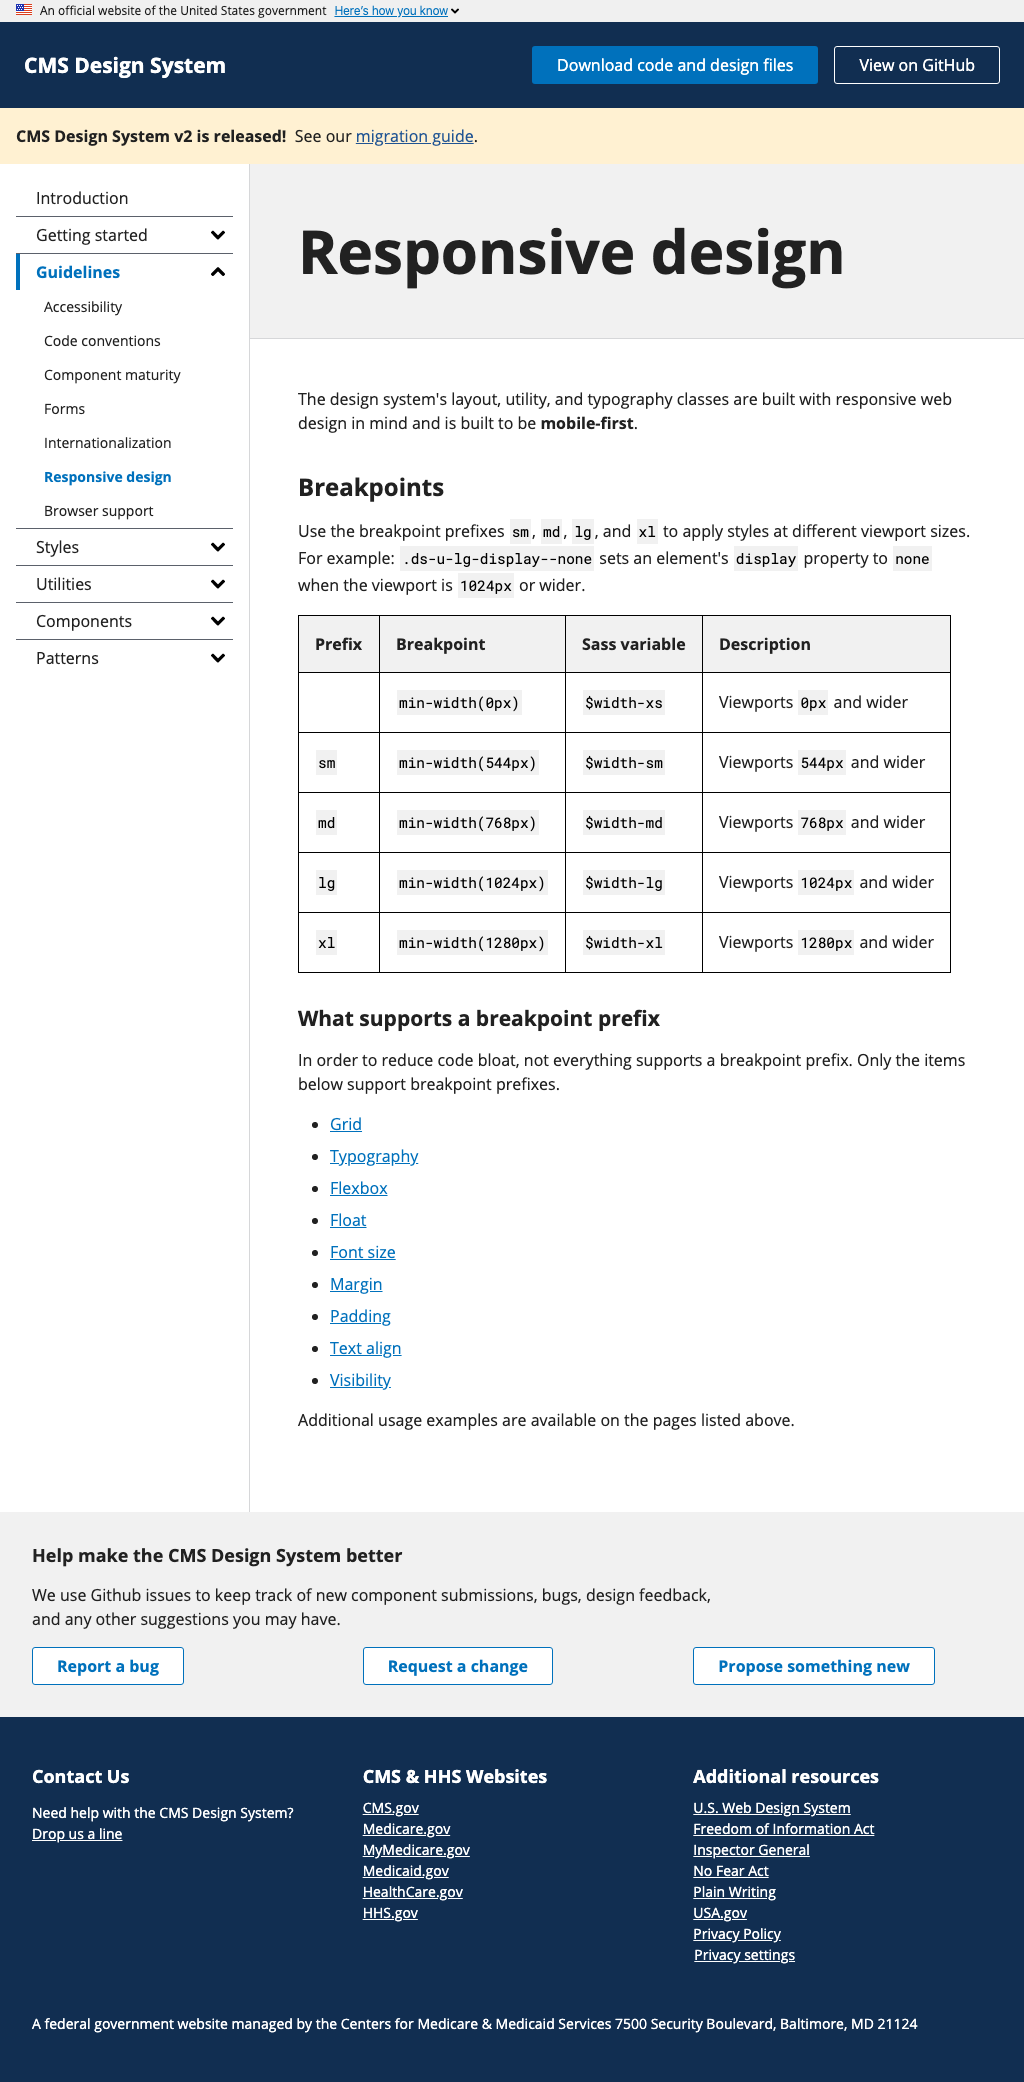 An official website of the United States government Here's how you know
CMS Design System
Download code and design files
View on GitHub
CMS Design System v2 is released! See our migration guide.
Introduction
Getting started
Guidelines
Accessibility
Code conventions
Component maturity
Forms
Internationalization
Responsive design
Browser support
Styles
Utilities
Components
Patterns
Responsive design
The design system's layout, utility, and typography classes are built with responsive web
design in mind and is built to be mobile-first.
Breakpoints
Use the breakpoint prefixes sm, md, lg, and xl to apply styles at different viewport sizes.
For example: .ds-u-lg-display--none sets an element's display property to none
when the viewport is 1024px or wider.
Prefix Breakpoint Sass variable Description
min-width(0px) $width-xs Viewports 0px and wider
sm min-width(544px) $width-sm Viewports 544px and wider
md min-width(768px) $width-md Viewports 768px and wider
lg min-width(1024px) $width-lg Viewports 1024px and wider
xl min-width(1280px) $width-xl Viewports 1280px and wider
What supports a breakpoint prefix
In order to reduce code bloat, not everything supports a breakpoint prefix. Only the items
below support breakpoint prefixes.
Grid
Typography
Flexbox
Float
Font size
Margin
Padding
Text align
Visibility
Additional usage examples are available on the pages listed above.
Help make the CMS Design System better
We use Github issues to keep track of new component submissions, bugs, design feedback,
and any other suggestions you may have.
Report a bug
Request a change
Propose something new
Contact Us
Need help with the CMS Design System?
Drop us a line
CMS & HHS Websites
CMS.gov
Medicare.gov
MyMedicare.gov
Medicaid.gov
HealthCare.gov
HHS.gov
Additional resources
U.S. Web Design System
Freedom of Information Act
Inspector General
No Fear Act
Plain Writing
USA.gov
Privacy Policy
Privacy settings
A federal government website managed by the Centers for Medicare & Medicaid Services 7500 Security Boulevard, Baltimore, MD 21124